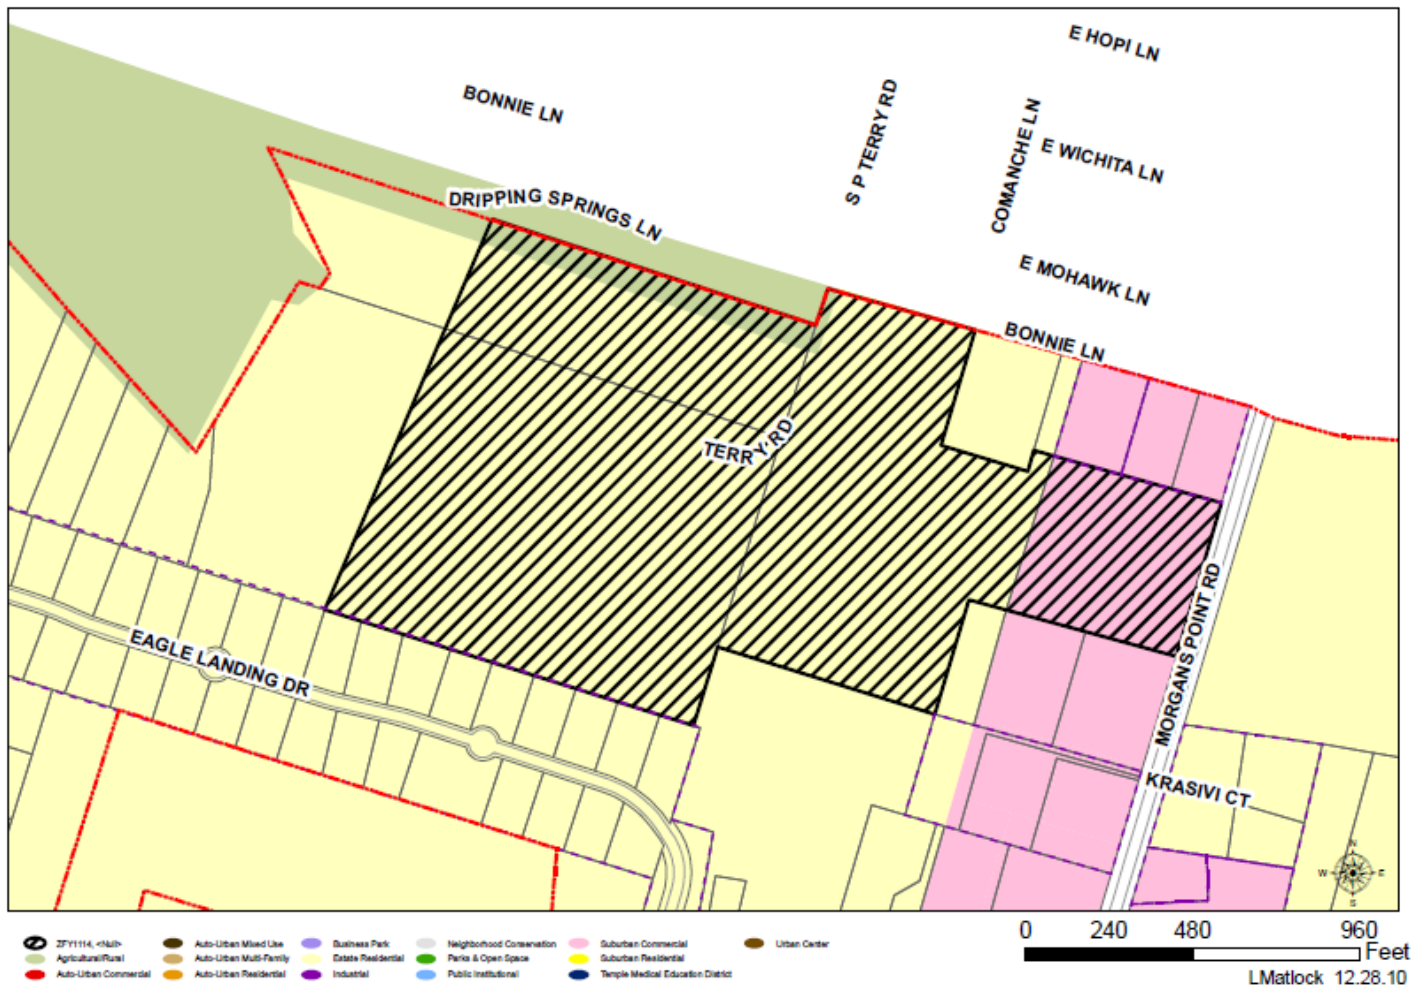 E HOPI LN
BONNIE LN
S P TERRY RD
COMANCHE LN
E WICHITA LN
DRIPPING SPRINGS LN
E MOHAWK LN
BONNIE LN
TERRY RD
MORGANS POINT RD
EAGLE LANDING DR
KRASIVI CT
N
W E
S
ZFY1114, <Null>
Agricultural/Rural
Auto-Urban Commercial
Auto-Urban Mixed Use
Auto-Urban Multi-Family
Auto-Urban Residential
Business Park
Estate Residential
Industrial
Neighborhood Conservation
Parks & Open Space
Public Institutional
Suburban Commercial
Suburban Residential
Temple Medical Education District
Urban Center
0 240 480 960
Feet
LMatlock 12.28.10